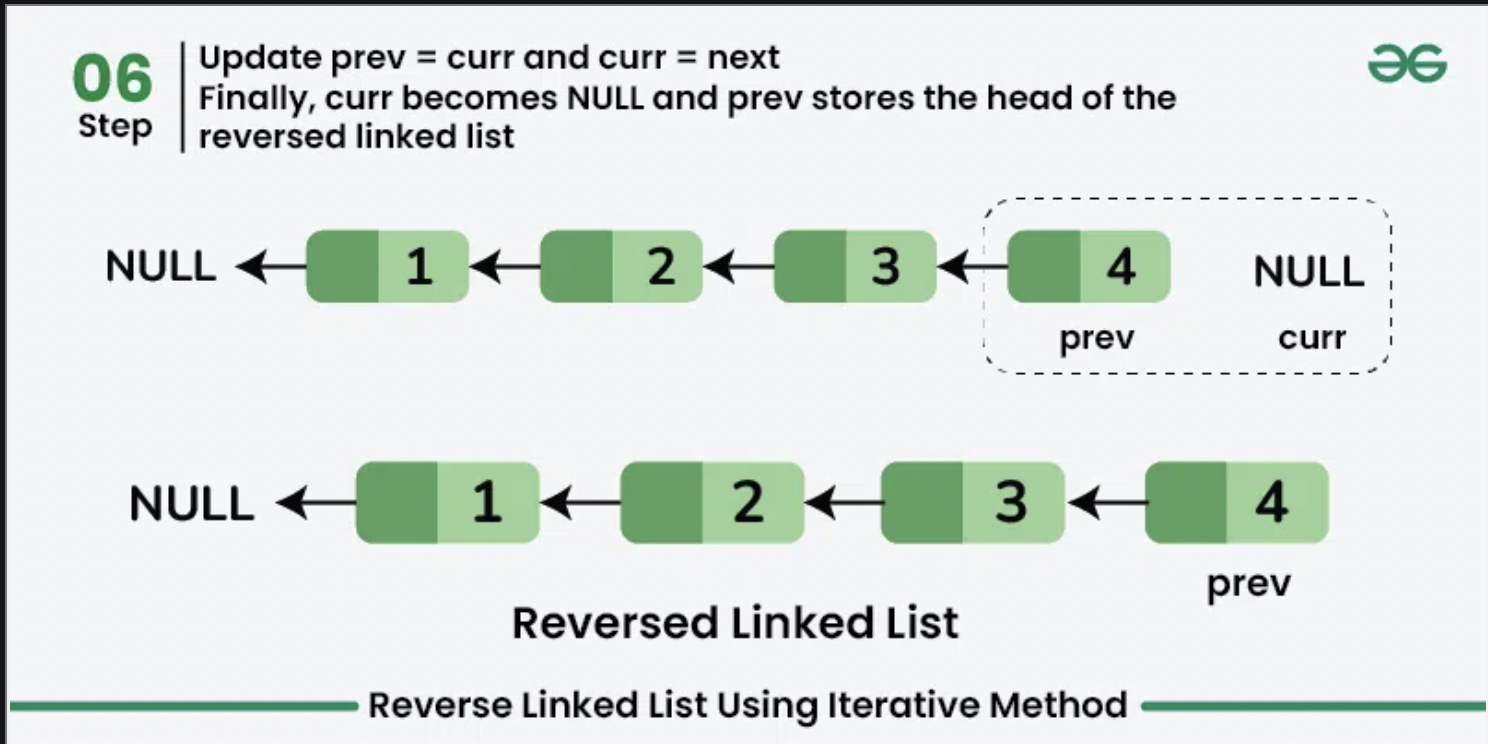 06
Step
Update prev = curr and curr = next
Finally, curr becomes NULL and prev stores the head of the
reversed linked list
NULL 1 2 3 4 NULL
prev curr
NULL 1 2 3 4
prev
Reversed Linked List
Reverse Linked List Using Iterative Method